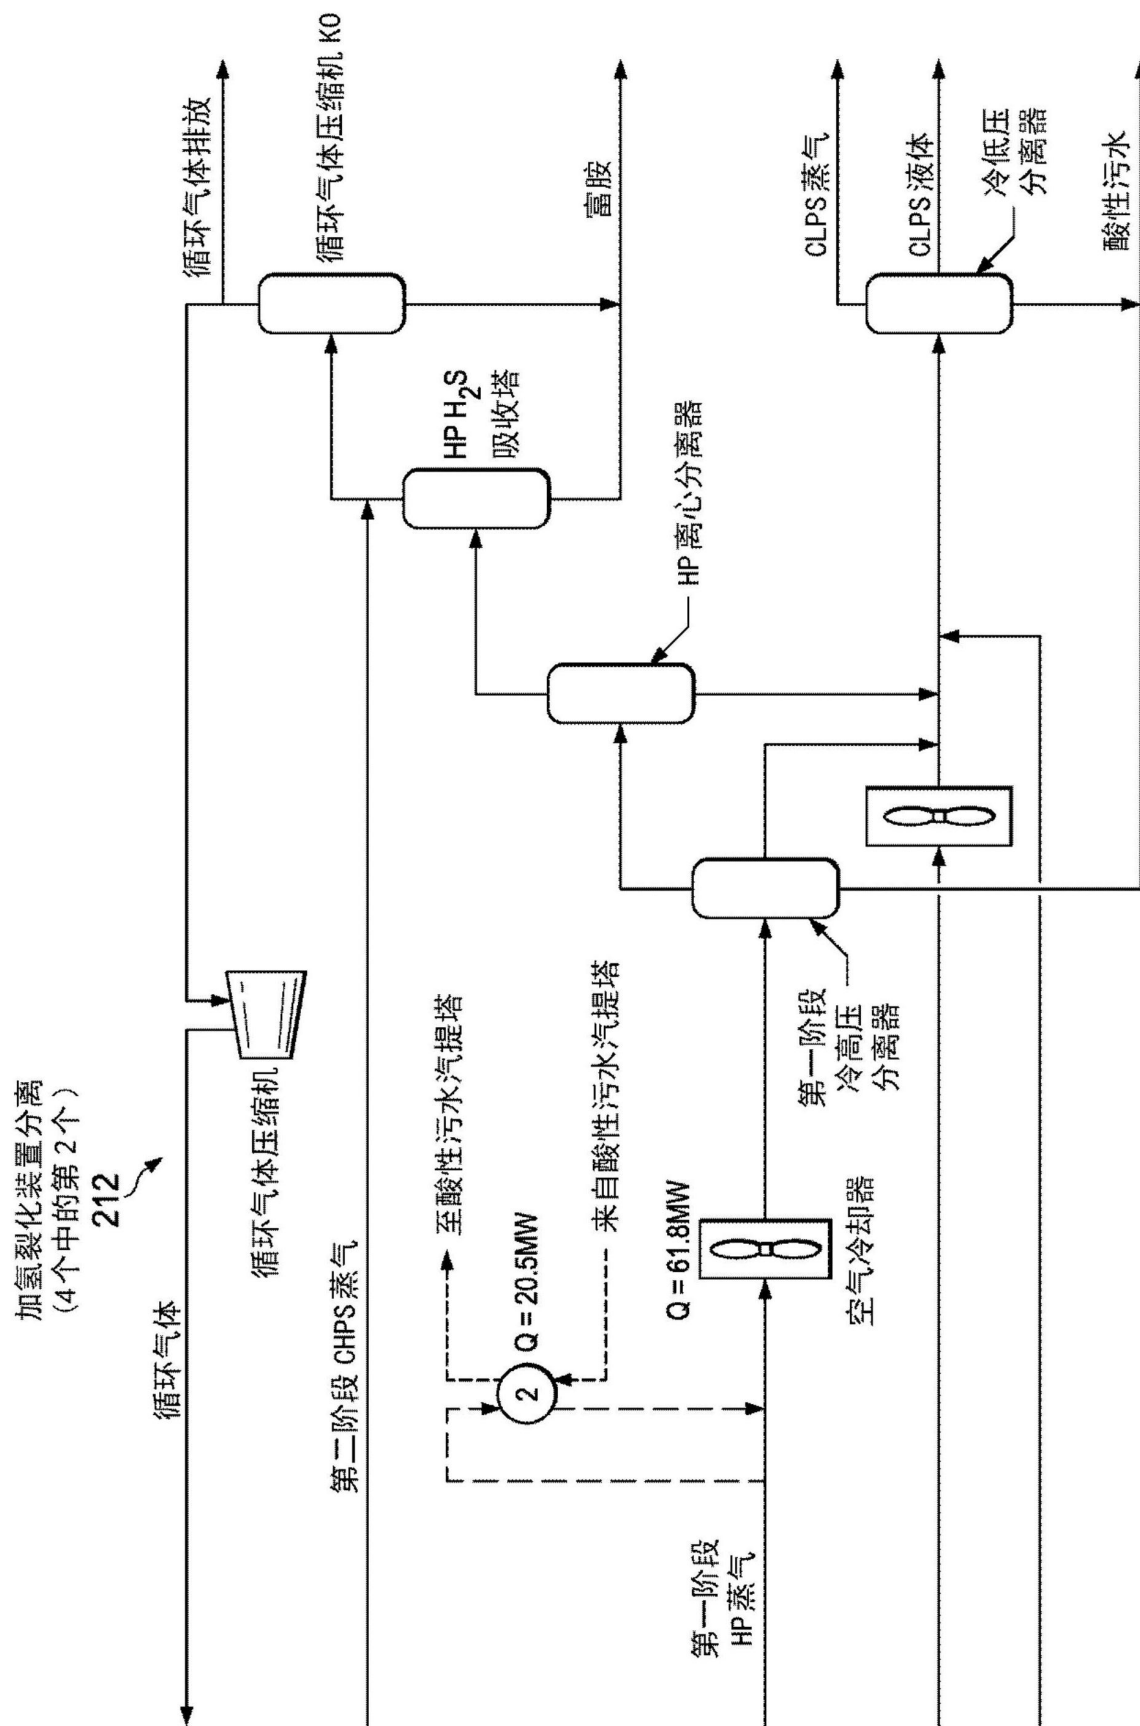 加氢裂化装置分离
(4个中的第2个)
212
循环气体
循环气体压缩机
循环气体排放
循环气体压缩机 KO
第二阶段 CHPS 蒸气
HP H2S
吸收塔
富胺
至酸性污水汽提塔
2
Q = 20.5MW
来自酸性污水汽提塔
HP 离心分离器
第一阶段
HP 蒸气
Q = 61.8MW
空气冷却器
第一阶段
冷高压
分离器
CLPS 蒸气
CLPS 液体
冷低压
分离器
酸性污水